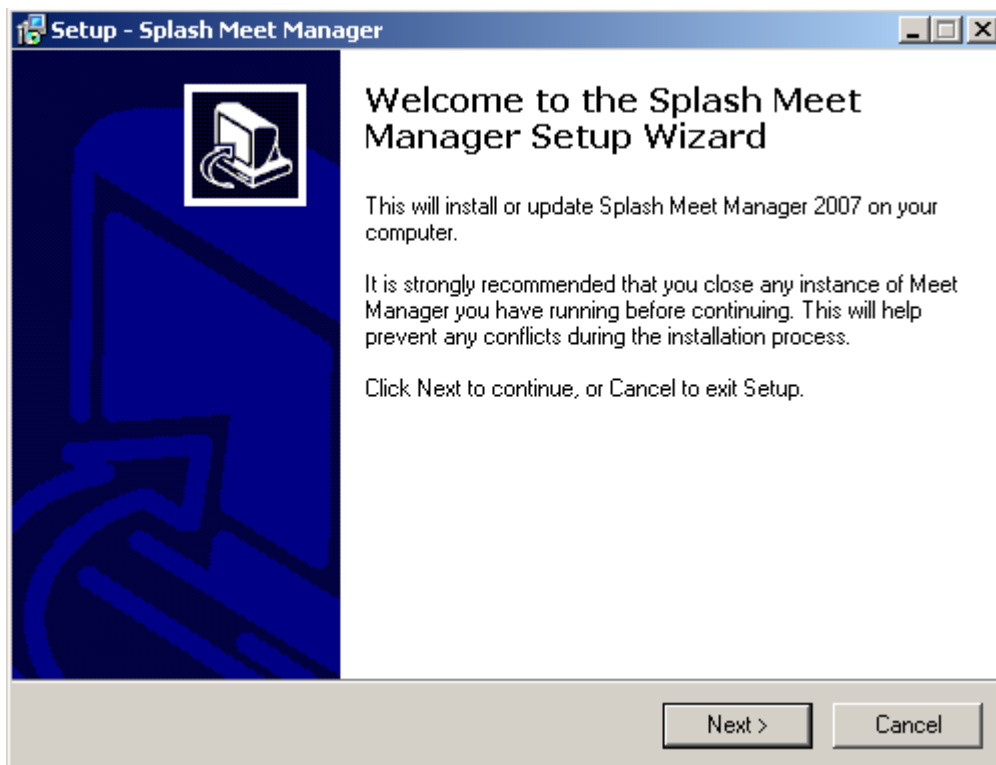 Setup - Splash Meet Manager
Welcome to the Splash Meet
Manager Setup Wizard
This will install or update Splash Meet Manager 2007 on your
computer.
It is strongly recommended that you close any instance of Meet
Manager you have running before continuing. This will help
prevent any conflicts during the installation process.
Click Next to continue, or Cancel to exit Setup.
Next >
Cancel